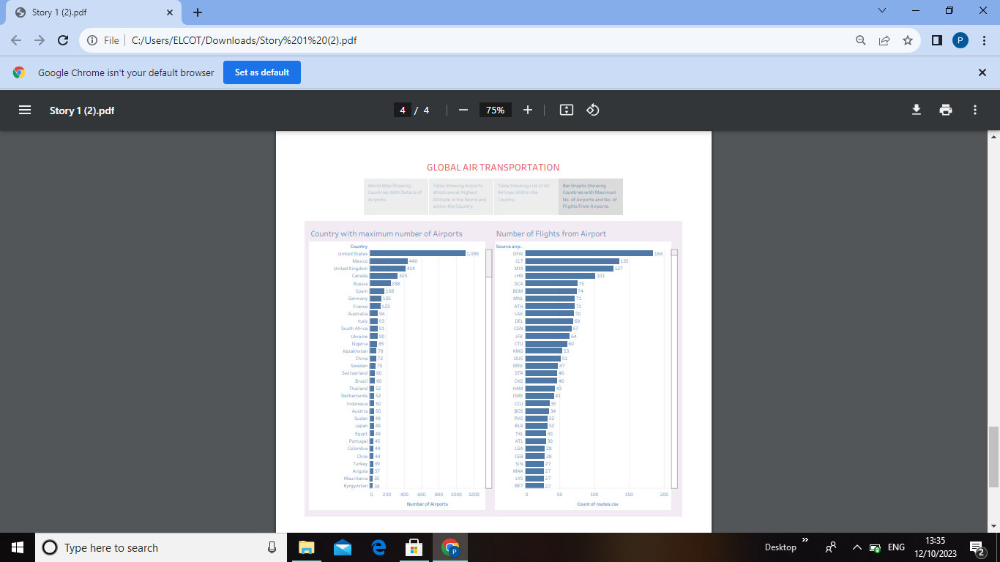 Story 1 (2).pdf
File
C:/Users/ELCOT/Downloads/Story%201%20(2).pdf
P
Google Chrome isn't your default browser
Set as default
Story 1 (2).pdf
4 / 4
75%
GLOBAL AIR TRANSPORTATION
World Map Showing
Countries With Details of
Airports
Table Showing Airports
Which are at Highest
Altitude in the World and
within the Country
Table Showing List of All
Airlines Within the
Country.
Bar Graphs Showing
Countries with Maximum
No. of Airports and No. of
Flights From Airports.
Country with maximum number of Airports
Country
United States 1,099
Mexico 440
United Kingdom 414
Canada 323
Russia 238
Spain 168
Germany 135
France 123
Australia 94
Italy 93
South Africa 91
Ukraine 90
Nigeria 85
Kazakhstan 79
China 72
Sweden 70
Switzerland 60
Brazil 60
Thailand 52
Netherlands 52
Indonesia 50
Austria 50
Sudan 49
Japan 49
Egypt 49
Portugal 45
Colombia 44
Chile 44
Turkey 39
Angola 37
Mauritania 35
Kyrgyzstan 34
0 200 400 600 800 1000 1200
Number of Airports
Number of Flights from Airport
Source airp..
DFW 184
CLT 135
MIA 127
LHR 101
DCA 75
BOM 74
MNL 71
ATH 71
LAX 70
DEL 69
CGN 67
JFK 64
CTU 60
KMG 53
DUS 51
MEX 47
STR 46
CKG 46
HAM 43
DME 41
CCU 35
BOS 34
PVG 32
BLR 32
TXL 30
ATL 30
LGA 28
CEB 28
SIN 27
MAA 27
LYS 27
BET 27
0 50 100 150 200
Count of routes.csv
Type here to search
P
Desktop
ENG
13:35
12/10/2023
2